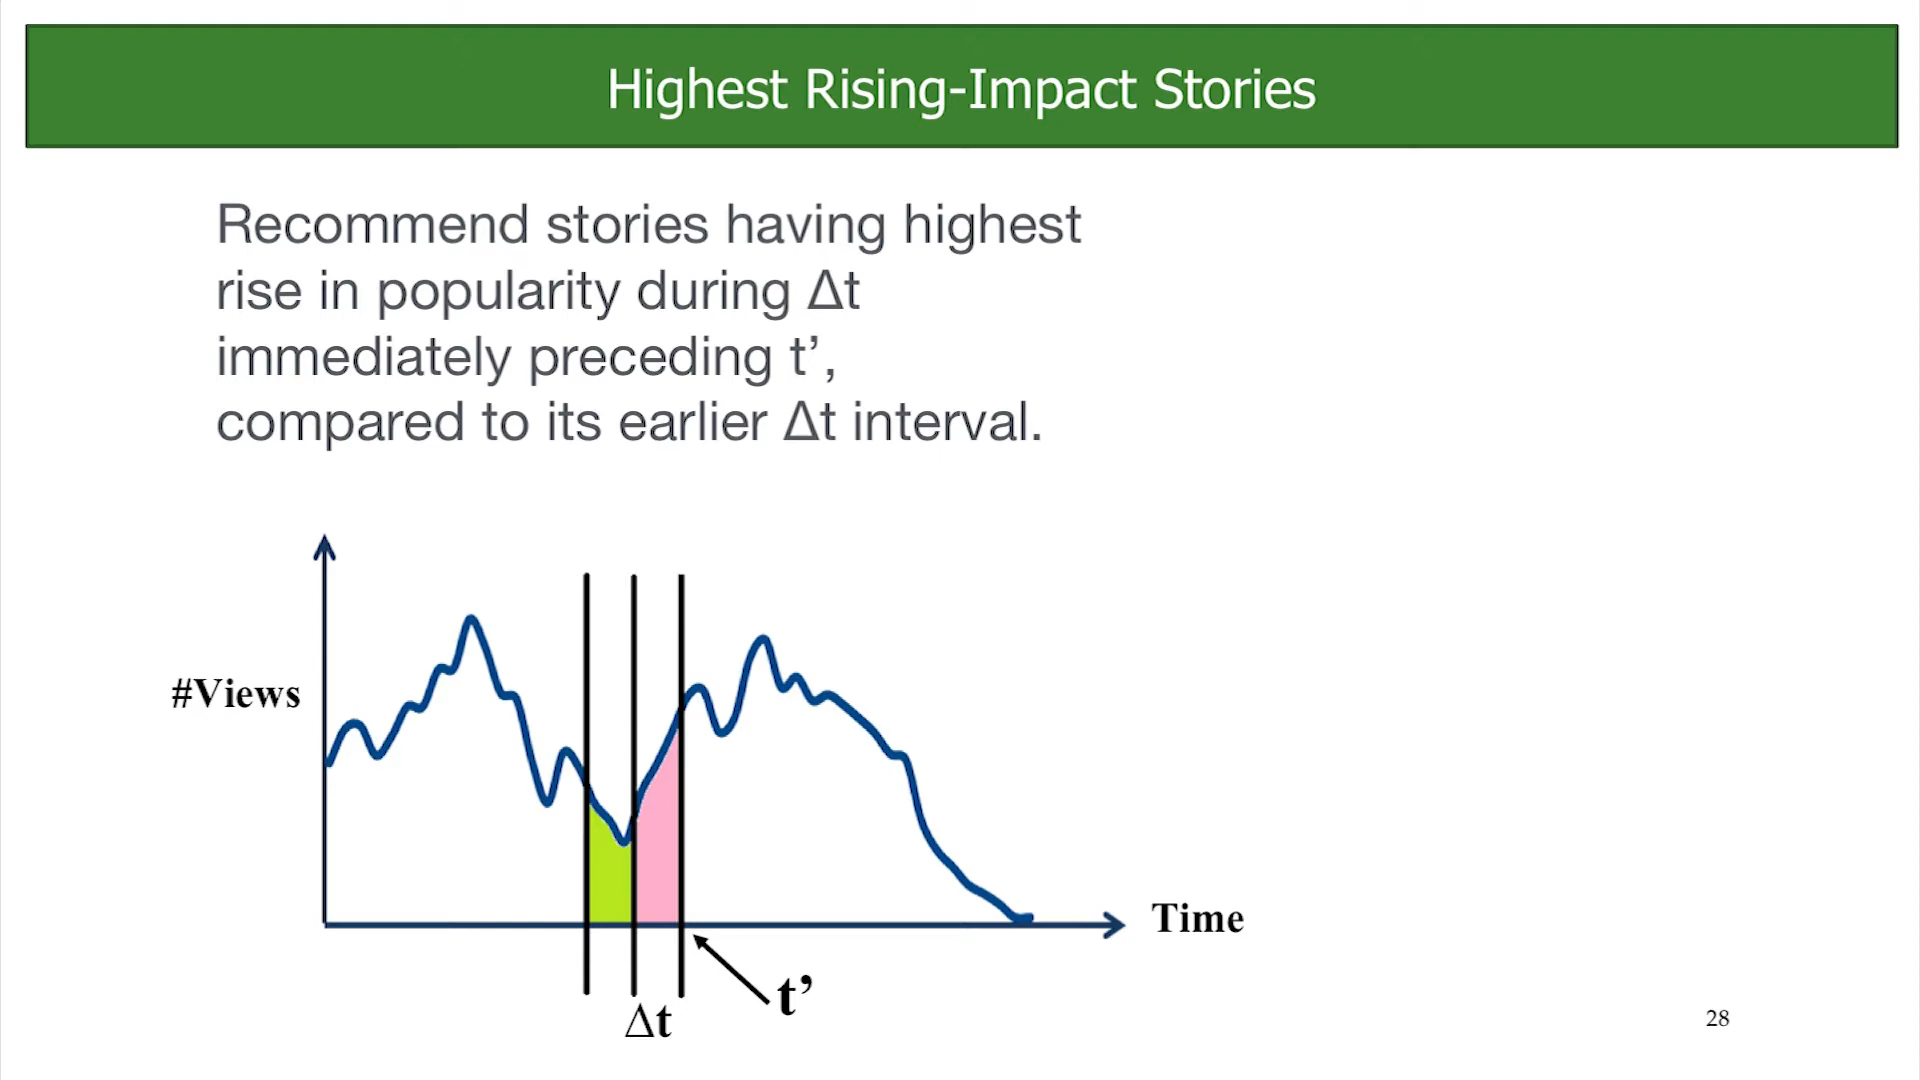 Highest Rising-Impact Stories
Recommend stories having highest
rise in popularity during Δt
immediately preceding t’,
compared to its earlier Δt interval.
#Views
Time
t’
Δt
28